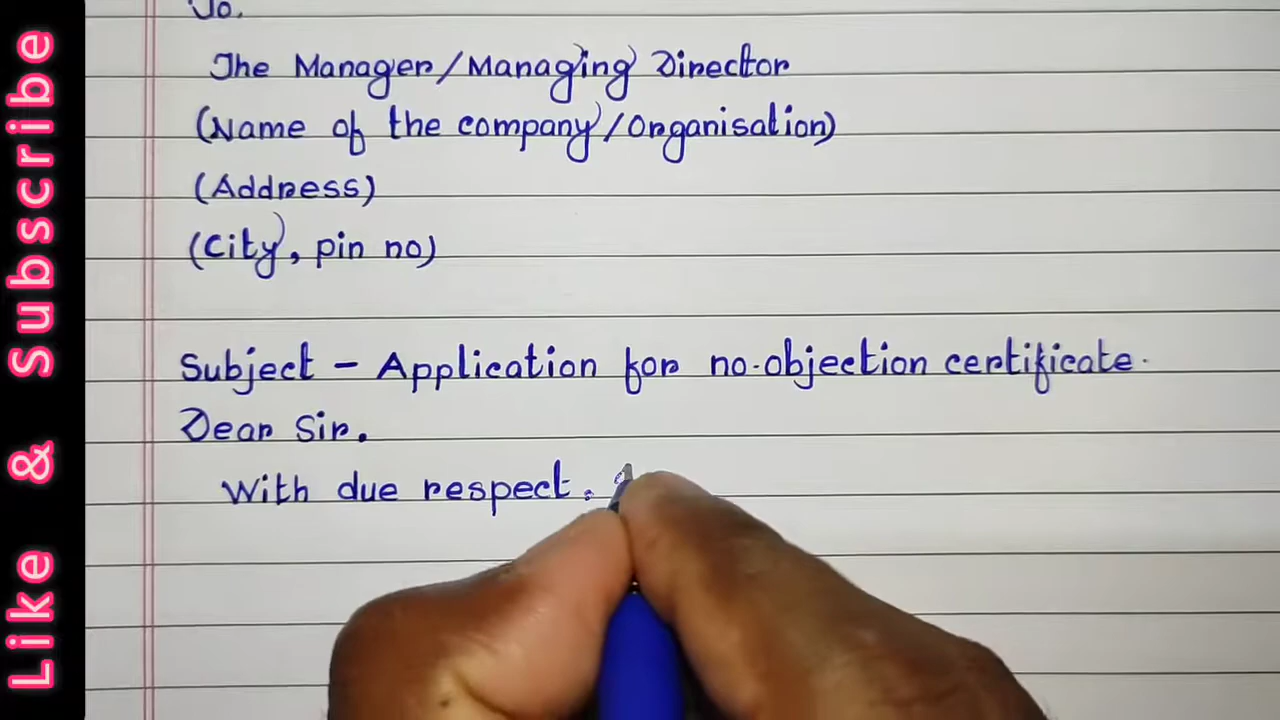 To.
The Manager/Managing Director
(Name of the company/Organisation)
(Address)
(City, pin no)
Subject - Application for no-objection certificate.
Dear Sir.
With due respect,
Like & Subscribe